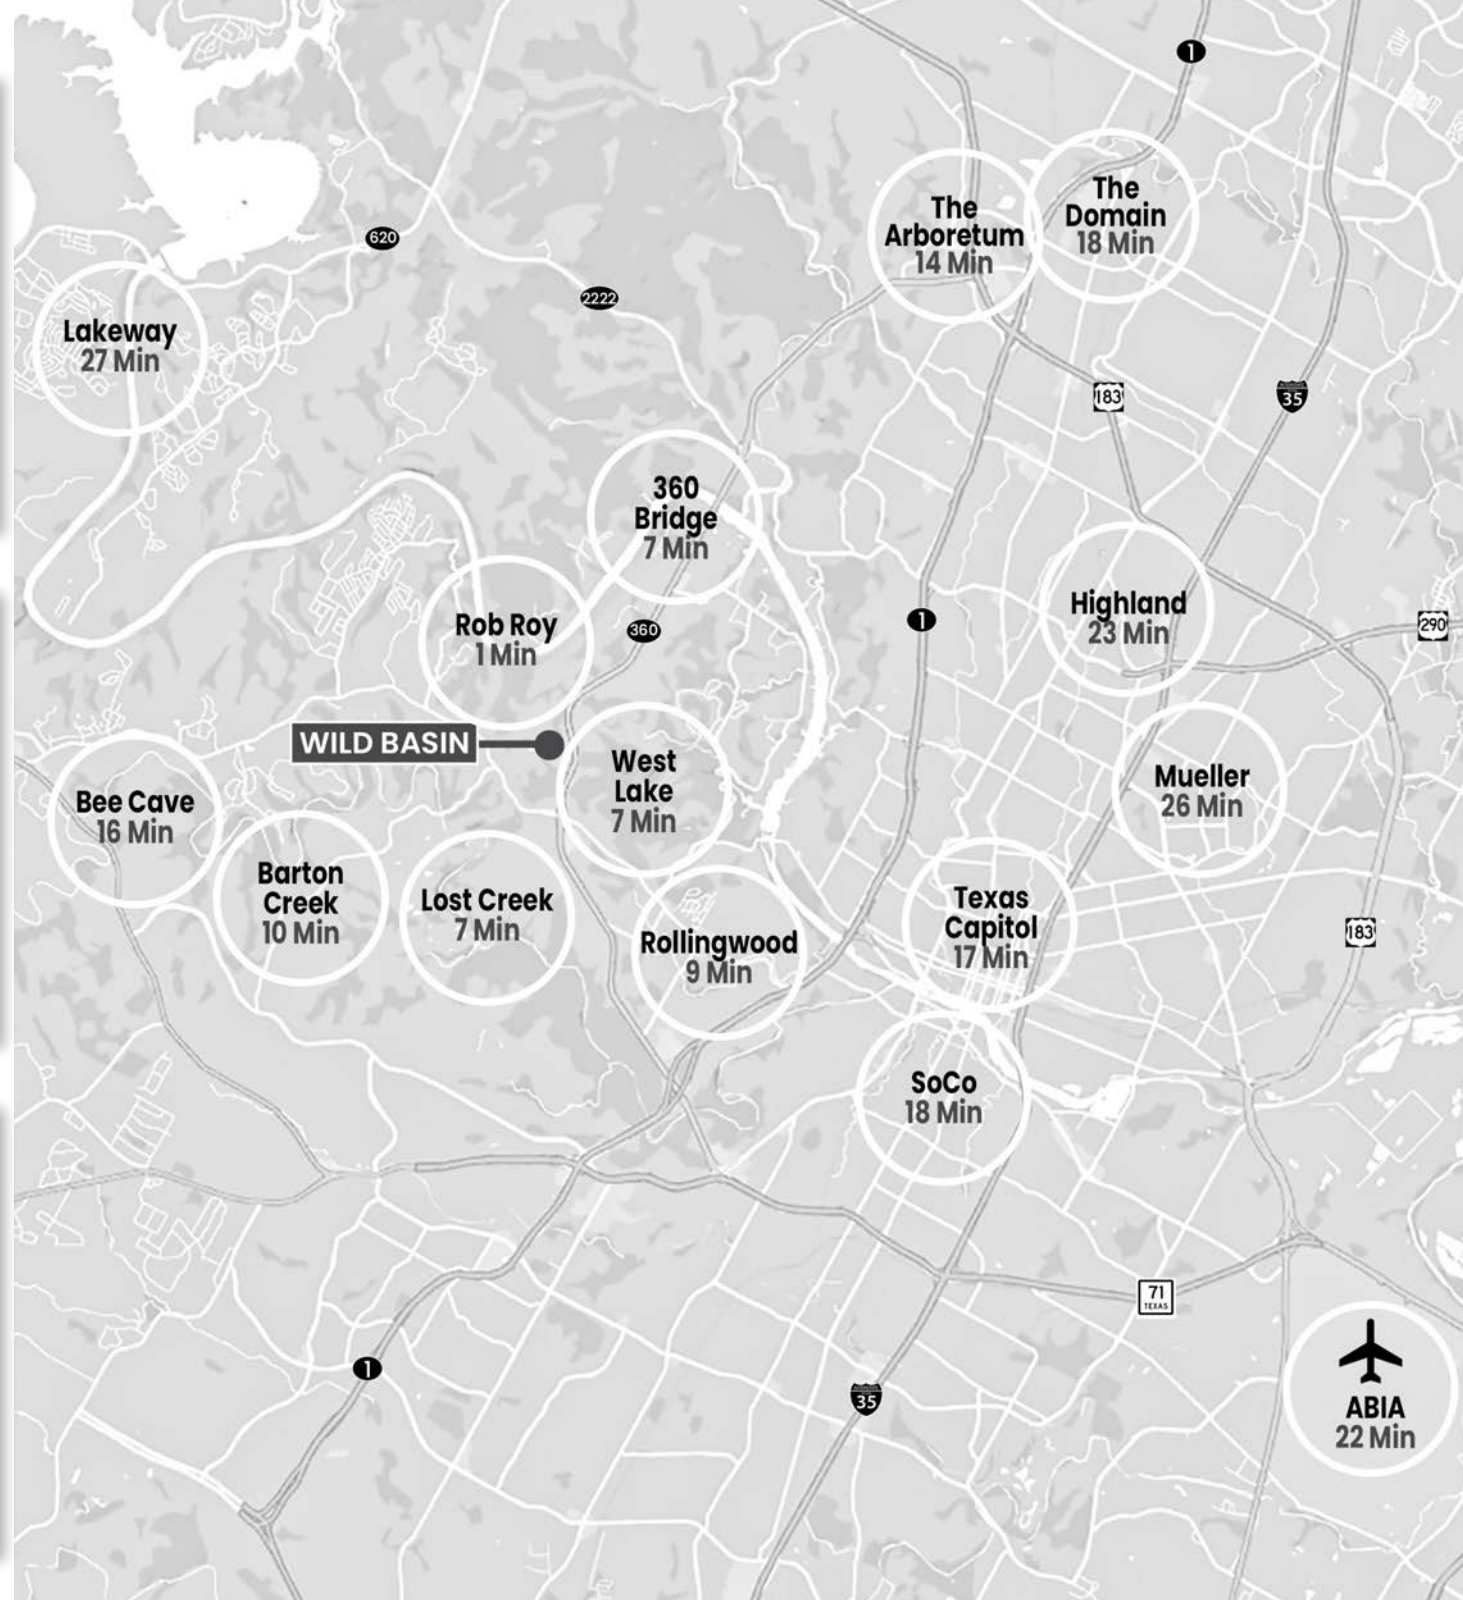 1
The
Domain
18 Min
The
Arboretum
14 Min
620
2222
Lakeway
27 Min
183
35
360
Bridge
7 Min
Rob Roy
1 Min
360
1
Highland
23 Min
290
WILD BASIN
West
Lake
7 Min
Mueller
26 Min
Bee Cave
16 Min
Barton
Creek
10 Min
Lost Creek
7 Min
Rollingwood
9 Min
Texas
Capitol
17 Min
183
SoCo
18 Min
71
TEXAS
1
35
ABIA
22 Min